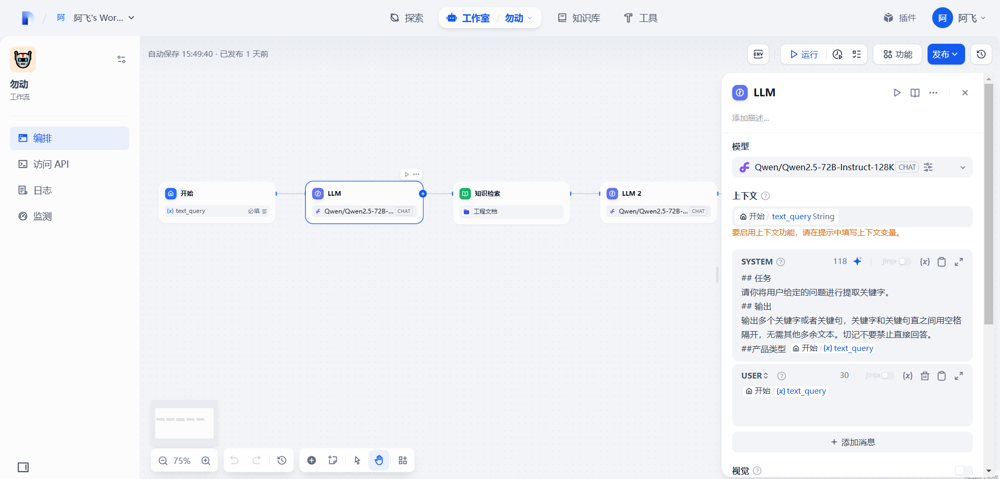 阿 阿飞's Wor...
探索
工作室 / 勿动
知识库
工具
插件
阿 阿飞
勿动
工作流
编排
访问 API
日志
监测
自动保存 15:49:40 · 已发布 1 天前
ENV
运行
功能
发布
开始
{x} text_query 必填
LLM
Qwen/Qwen2.5-72B-... CHAT
知识检索
工程文档
LLM 2
Qwen/Qwen2.5-72B-... CHAT
75%
LLM
添加描述...
模型
Qwen/Qwen2.5-72B-Instruct-128K CHAT
上下文
开始 / text_query String
要启用上下文功能，请在提示中填写上下文变量。
SYSTEM 118 Jinja {x}
## 任务
请你将用户给定的问题进行提取关键字。
## 输出
输出多个关键字或者关键句，关键字和关键句直之间用空格
隔开，无需其他多余文本。切记不要禁止直接回答。
##产品类型 开始 / {x} text_query
USER 30 Jinja {x}
开始 / {x} text_query
+ 添加消息
视觉
React Flow